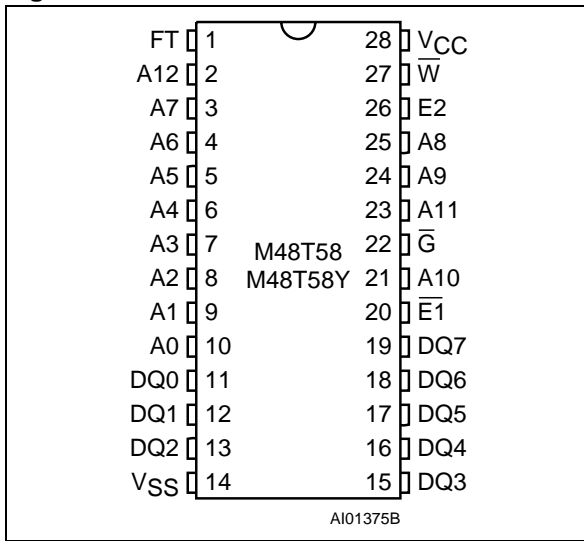 FT 1 28 VCC
A12 2 27 W̅
A7 3 26 E2
A6 4 25 A8
A5 5 24 A9
A4 6 23 A11
A3 7 M48T58 22 G̅
A2 8 M48T58Y 21 A10
A1 9 20 E̅1̅
A0 10 19 DQ7
DQ0 11 18 DQ6
DQ1 12 17 DQ5
DQ2 13 16 DQ4
VSS 14 15 DQ3
AI01375B